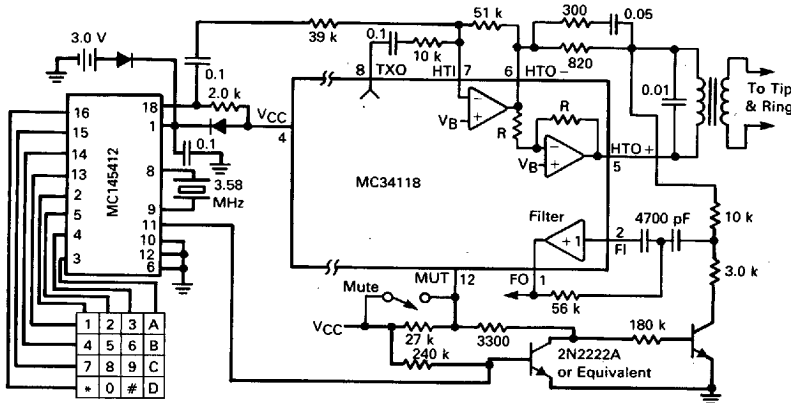 3.0 V
39 k
51 k
300
0.05
0.1
10 k
820
8 TXO
HTI 7
6 HTO–
0.1
16
18
2.0 k
VCC
4
15
1
14
0.1
13
8
2
3.58
MHz
5
9
4
11
3
10
12
6
MC145412
VB
R
R
VB
HTO+
5
0.01
To Tip
& Ring
MC34118
Filter
+1
2
FI
4700 pF
10 k
3.0 k
MUT
12
FO
1
56 k
Mute
VCC
27 k
3300
180 k
240 k
2N2222A
or Equivalent
1 2 3 A
4 5 6 B
7 8 9 C
* 0 # D